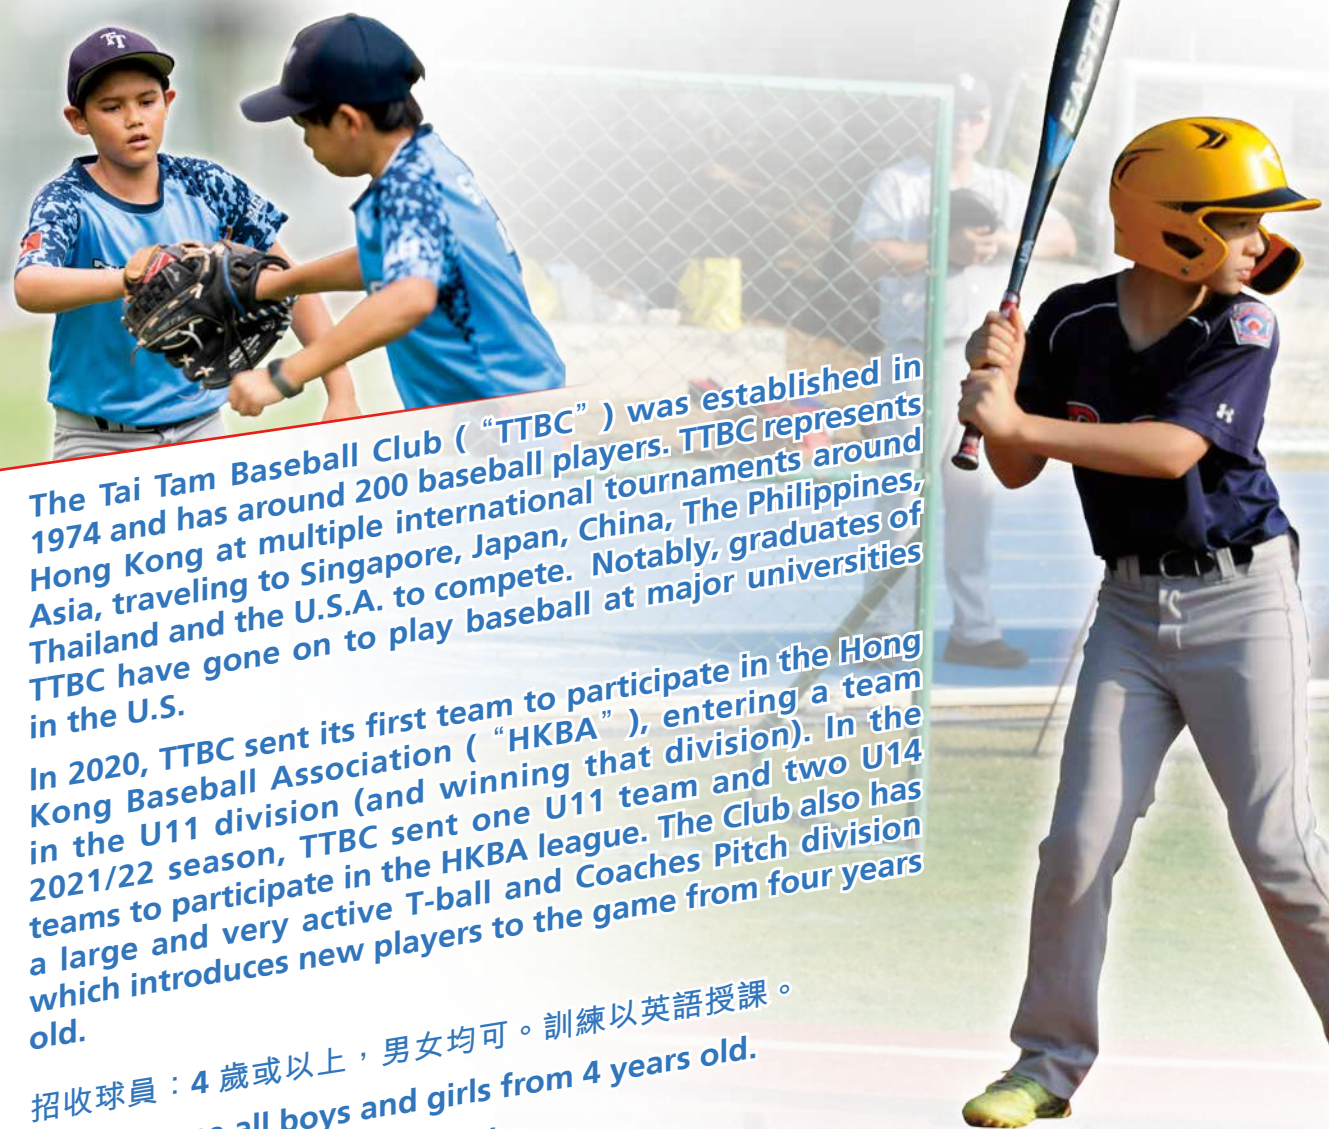 TT
EASTON
The Tai Tam Baseball Club ( “TTBC” ) was established in
1974 and has around 200 baseball players. TTBC represents
Hong Kong at multiple international tournaments around
Asia, traveling to Singapore, Japan, China, The Philippines,
Thailand and the U.S.A. to compete. Notably, graduates of
TTBC have gone on to play baseball at major universities
in the U.S.
In 2020, TTBC sent its first team to participate in the Hong
Kong Baseball Association ( “HKBA” ), entering a team
in the U11 division (and winning that division). In the
2021/22 season, TTBC sent one U11 team and two U14
teams to participate in the HKBA league. The Club also has
a large and very active T-ball and Coaches Pitch division
which introduces new players to the game from four years
old.
招收球員：4 歲或以上，男女均可。訓練以英語授課。
all boys and girls from 4 years old.